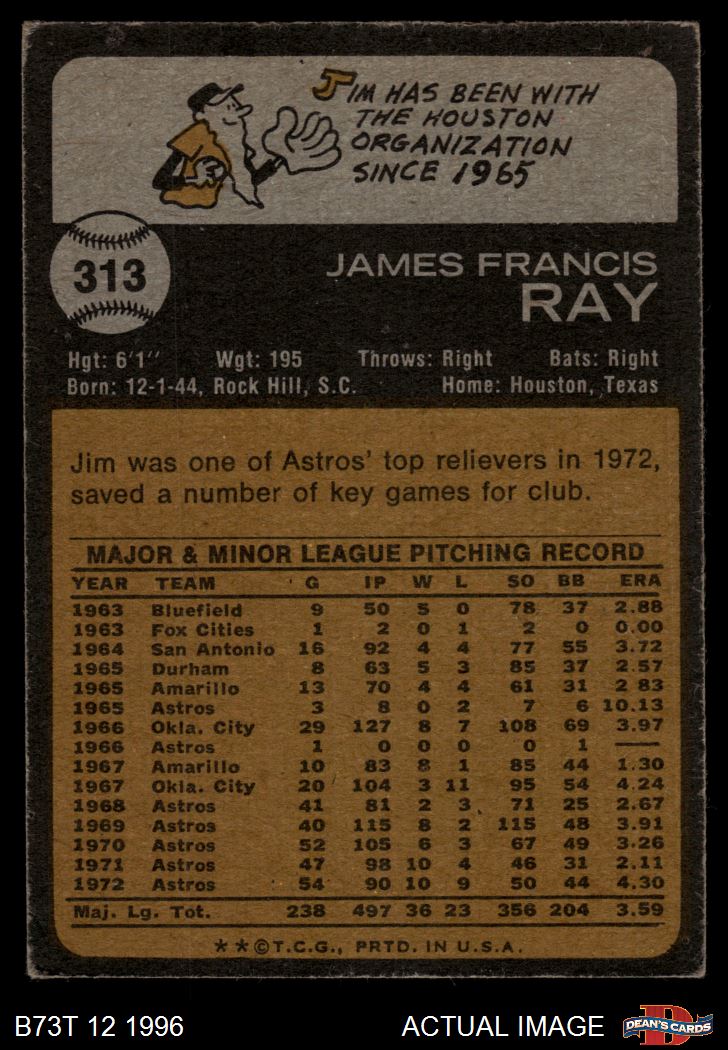 JIM HAS BEEN WITH
THE HOUSTON
ORGANIZATION
SINCE 1965
313
JAMES FRANCIS
RAY
Hgt: 6'1" Wgt: 195 Throws: Right Bats: Right
Born: 12-1-44, Rock Hill, S.C. Home: Houston, Texas
Jim was one of Astros' top relievers in 1972,
saved a number of key games for club.
MAJOR & MINOR LEAGUE PITCHING RECORD
YEAR TEAM G IP W L SO BB ERA
1963 Bluefield 9 50 5 0 78 37 2.88
1963 Fox Cities 1 2 0 1 2 0 0.00
1964 San Antonio 16 92 4 4 77 55 3.72
1965 Durham 8 63 5 3 85 37 2.57
1965 Amarillo 13 70 4 4 61 31 2 83
1965 Astros 3 8 0 2 7 6 10.13
1966 Okla. City 29 127 8 7 108 69 3.97
1966 Astros 1 0 0 0 0 1 —
1967 Amarillo 10 83 8 1 85 44 1.30
1967 Okla. City 20 104 3 11 95 54 4.24
1968 Astros 41 81 2 3 71 25 2.67
1969 Astros 40 115 8 2 115 48 3.91
1970 Astros 52 105 6 3 67 49 3.26
1971 Astros 47 98 10 4 46 31 2.11
1972 Astros 54 90 10 9 50 44 4.30
Maj. Lg. Tot. 238 497 36 23 356 204 3.59
**©T.C.G., PRTD. IN U.S.A.
B73T 12 1996 ACTUAL IMAGE
D
DEAN'S CARDS